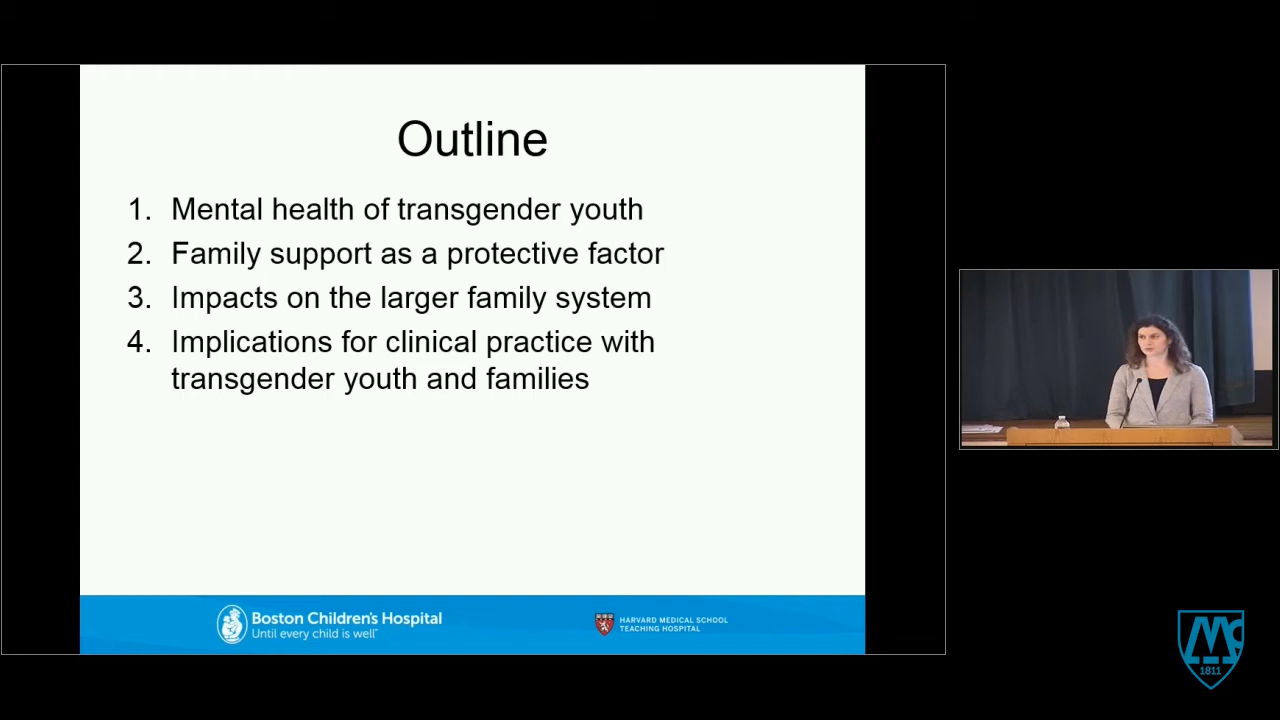 Outline
1. Mental health of transgender youth
2. Family support as a protective factor
3. Impacts on the larger family system
4. Implications for clinical practice with
transgender youth and families
Boston Children's Hospital
Until every child is well™
HARVARD MEDICAL SCHOOL
TEACHING HOSPITAL
1811